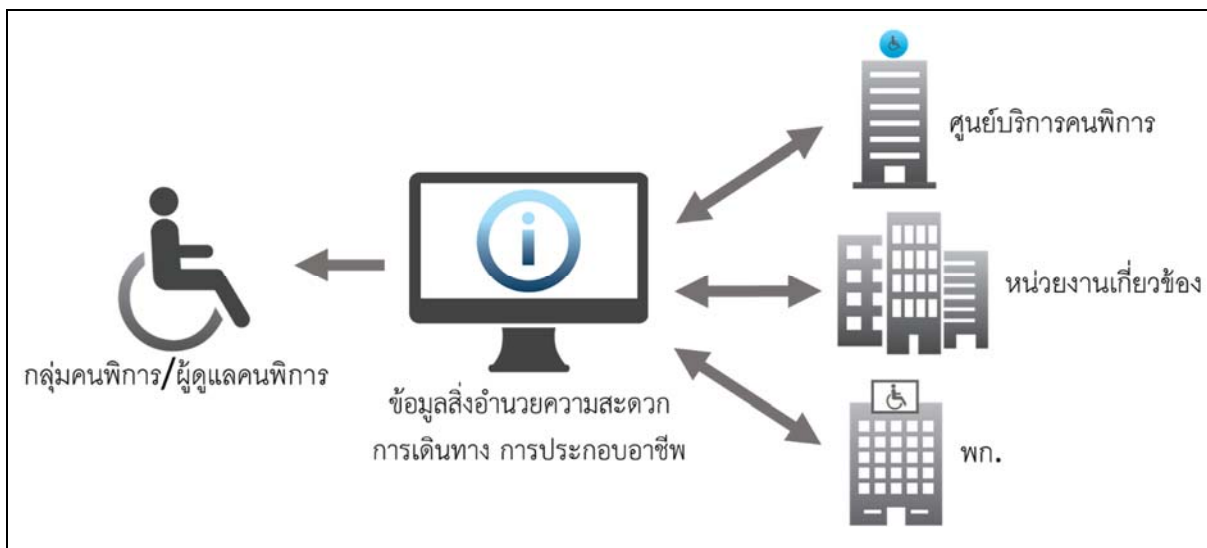 ศูนย์บริการคนพิการ
หน่วยงานเกี่ยวข้อง
กลุ่มคนพิการ/ผู้ดูแลคนพิการ
ข้อมูลสิ่งอำนวยความสะดวก
การเดินทาง การประกอบอาชีพ
พก.